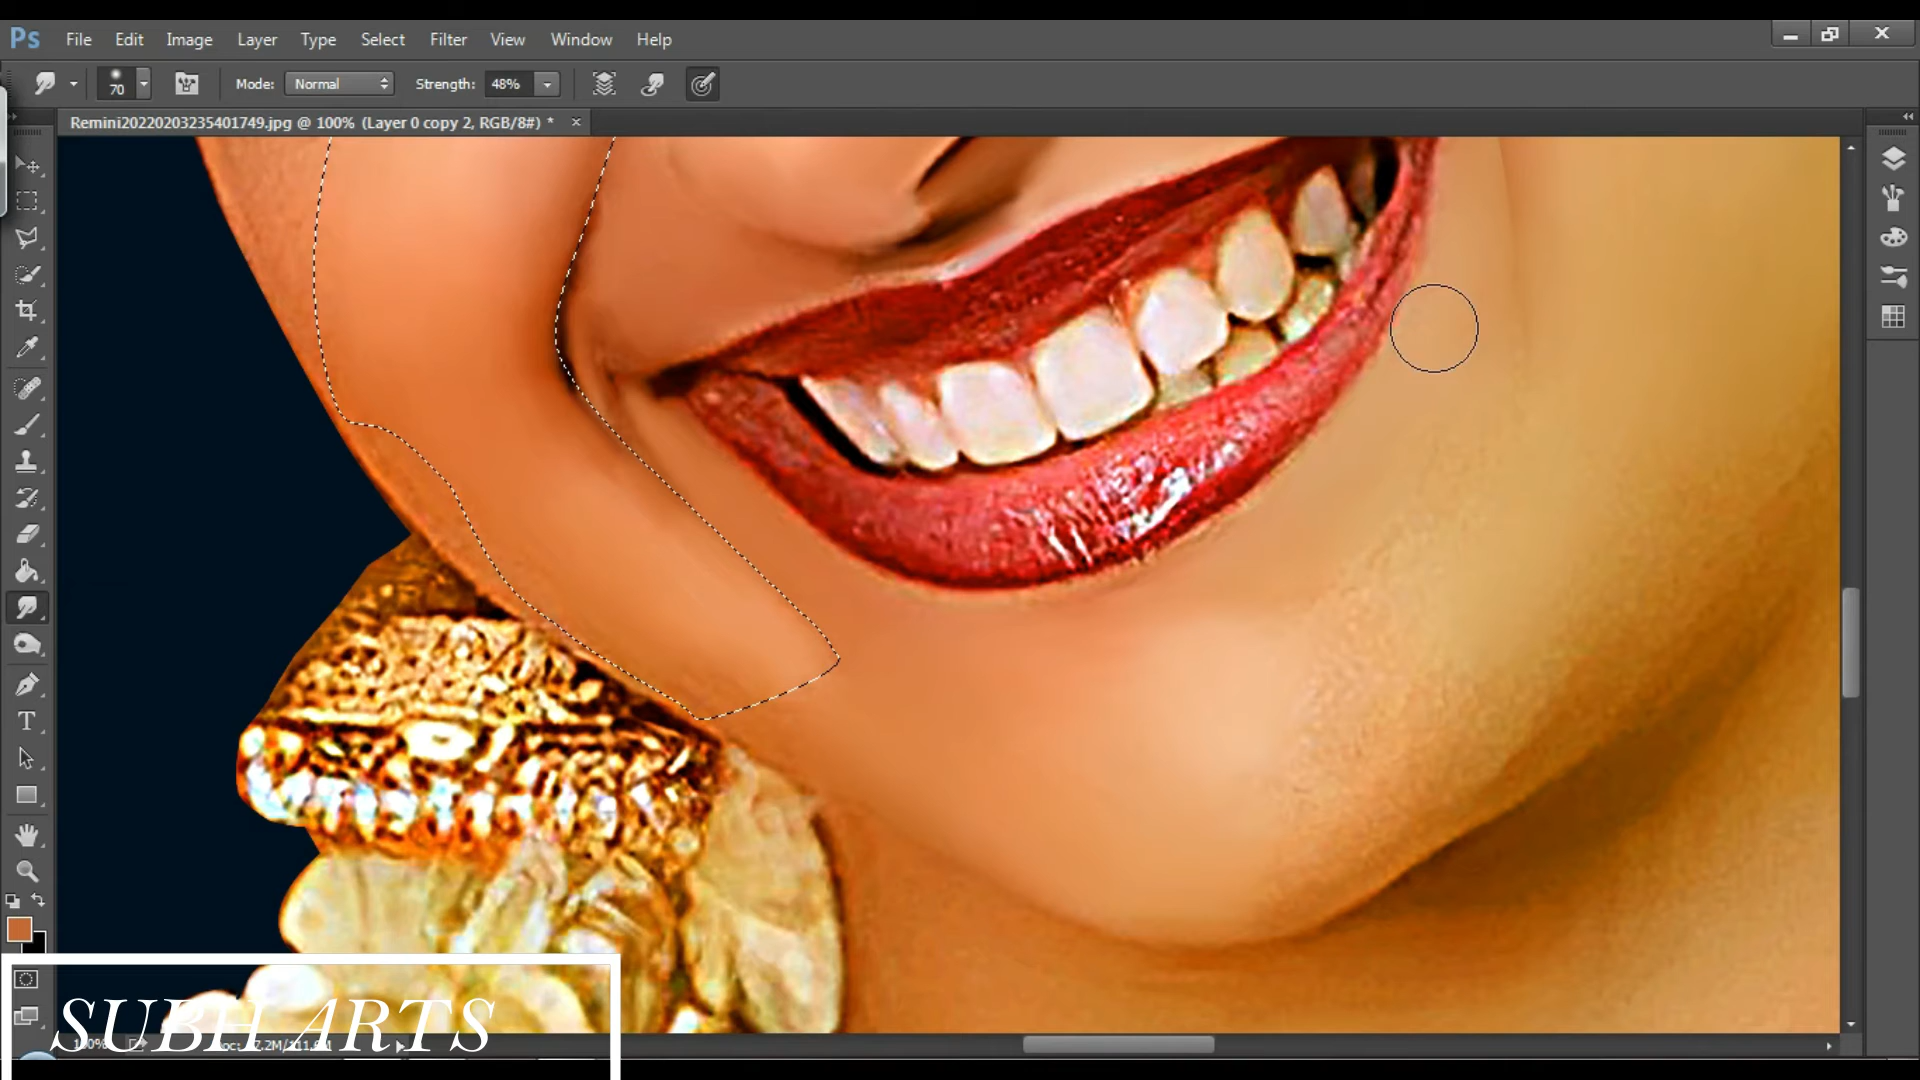 Ps File Edit Image Layer Type Select Filter View Window Help
70 Mode: Normal Strength: 48%
Remini20220203235401749.jpg @ 100% (Layer 0 copy 2, RGB/8#) * ×
T
SUBH ARTS